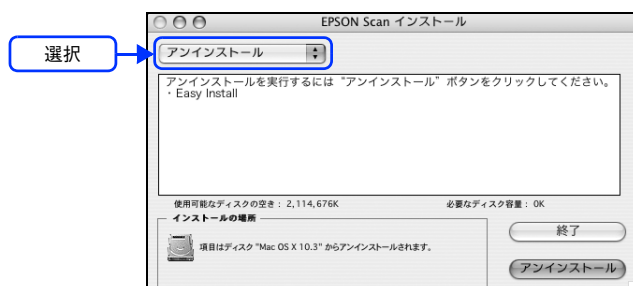 EPSON Scan インストール
選択
アンインストール
アンインストールを実行するには “アンインストール” ボタンをクリックしてください。
・Easy Install
使用可能なディスクの空き： 2,114,676K
必要なディスク容量： 0K
インストールの場所
項目はディスク "Mac OS X 10.3" からアンインストールされます。
終了
アンインストール